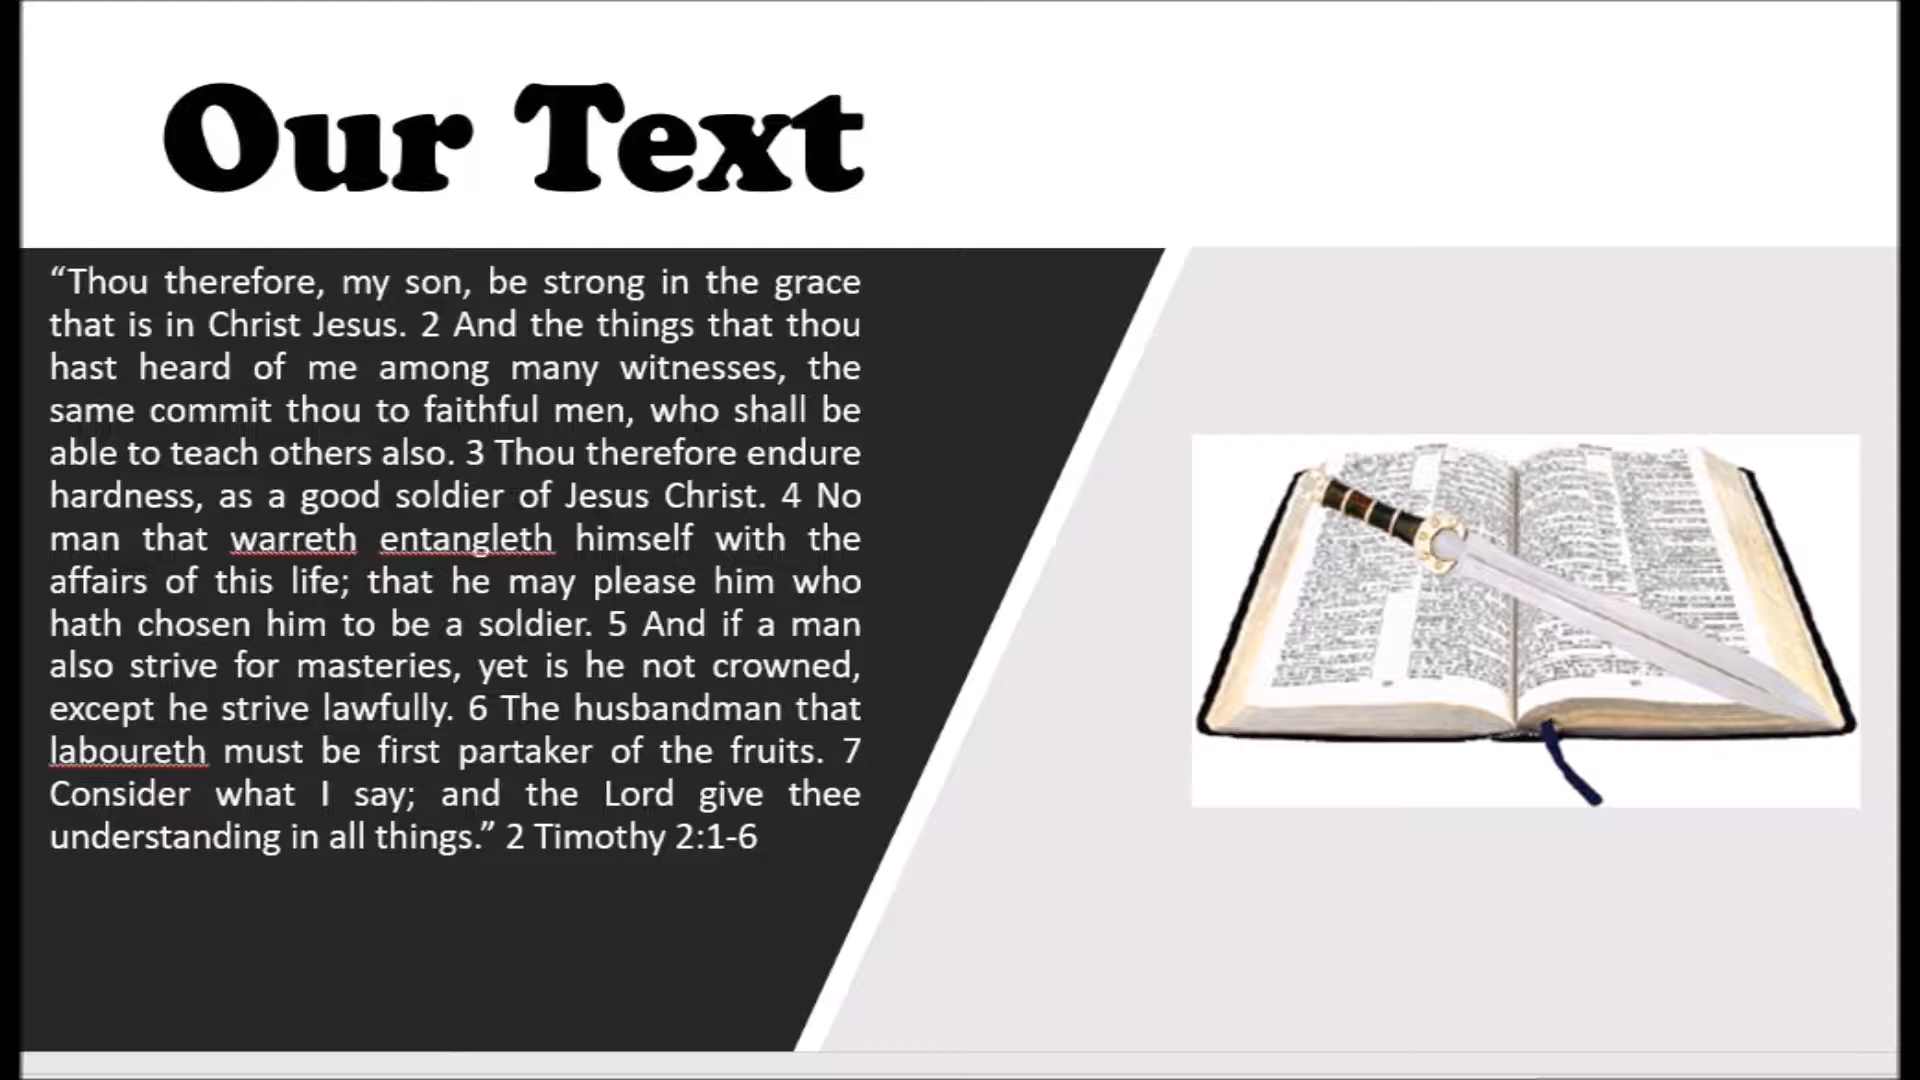 Our Text
“Thou therefore, my son, be strong in the grace
that is in Christ Jesus. 2 And the things that thou
hast heard of me among many witnesses, the
same commit thou to faithful men, who shall be
able to teach others also. 3 Thou therefore endure
hardness, as a good soldier of Jesus Christ. 4 No
man that warreth entangleth himself with the
affairs of this life; that he may please him who
hath chosen him to be a soldier. 5 And if a man
also strive for masteries, yet is he not crowned,
except he strive lawfully. 6 The husbandman that
laboureth must be first partaker of the fruits. 7
Consider what I say; and the Lord give thee
understanding in all things.” 2 Timothy 2:1-6